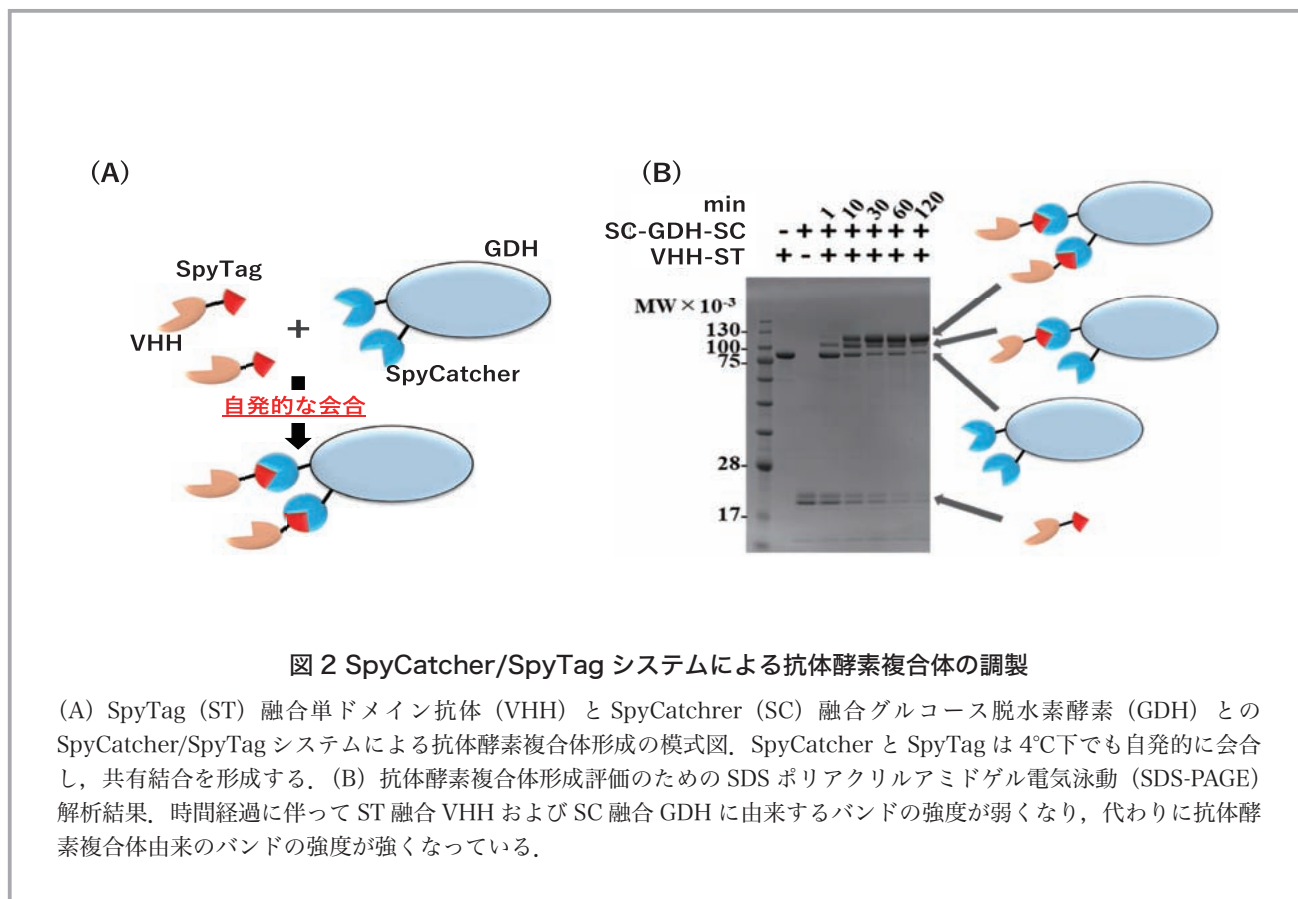 (A)
SpyTag
VHH
+
GDH
SpyCatcher
自発的な会合
(B)
min 1 10 30 60 120
SC-GDH-SC - + + + + + +
VHH-ST + - + + + + +
MW × 10⁻³
130-
100-
75-
28-
17-
図 2 SpyCatcher/SpyTag システムによる抗体酵素複合体の調製
(A) SpyTag（ST）融合単ドメイン抗体（VHH）と SpyCatchrer（SC）融合グルコース脱水素酵素（GDH）との
SpyCatcher/SpyTag システムによる抗体酵素複合体形成の模式図．SpyCatcher と SpyTag は 4℃下でも自発的に会合
し，共有結合を形成する．(B) 抗体酵素複合体形成評価のための SDS ポリアクリルアミドゲル電気泳動（SDS-PAGE）
解析結果．時間経過に伴って ST 融合 VHH および SC 融合 GDH に由来するバンドの強度が弱くなり，代わりに抗体酵
素複合体由来のバンドの強度が強くなっている．